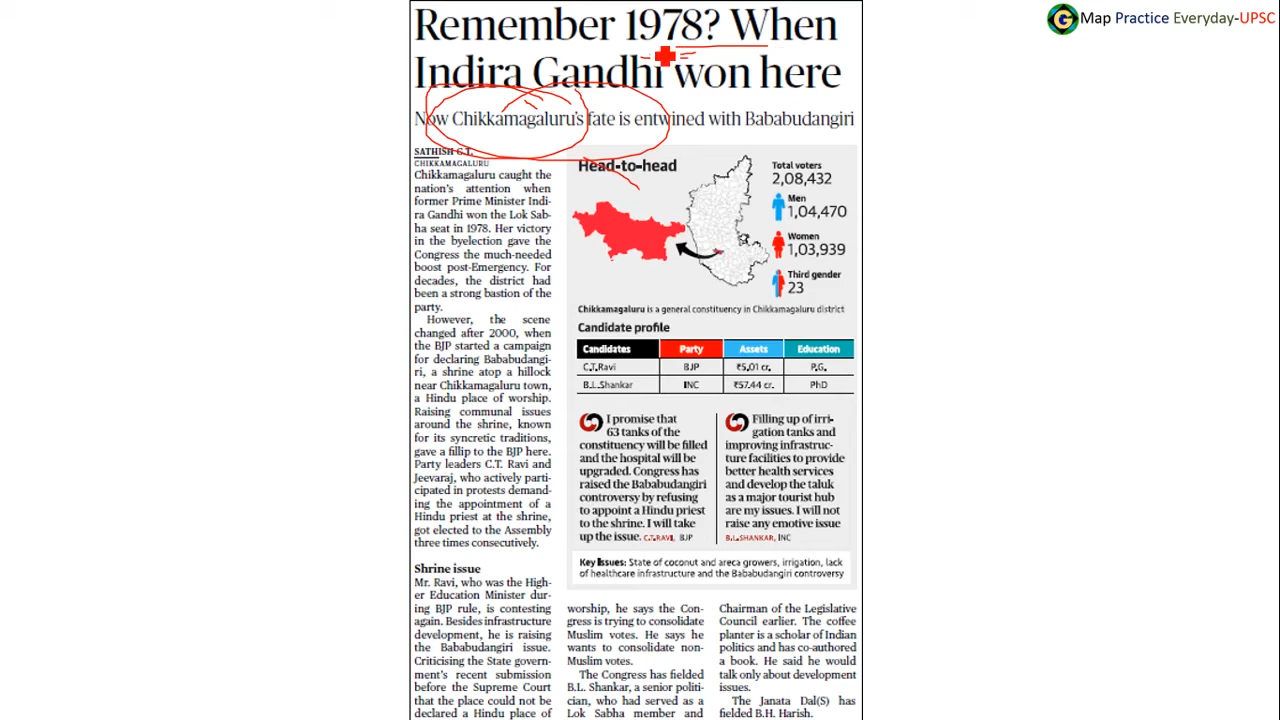 Map Practice Everyday-UPSC
Remember 1978? When
Indira Gandhi won here
Now Chikkamagaluru's fate is entwined with Bababudangiri
SATHISH G.T.
CHIKKAMAGALURU
Chikkamagaluru caught the
nation's attention when
former Prime Minister Indi-
ra Gandhi won the Lok Sab-
ha seat in 1978. Her victory
in the byelection gave the
Congress the much-needed
boost post-Emergency. For
decades, the district had
been a strong bastion of the
party.
However, the scene
changed after 2000, when
the BJP started a campaign
for declaring Bababudangi-
ri, a shrine atop a hillock
near Chikkamagaluru town,
a Hindu place of worship.
Raising communal issues
around the shrine, known
for its syncretic traditions,
gave a fillip to the BJP here.
Party leaders C.T. Ravi and
Jeevaraj, who actively parti-
cipated in protests demand-
ing the appointment of a
Hindu priest at the shrine,
got elected to the Assembly
three times consecutively.
Shrine issue
Mr. Ravi, who was the High-
er Education Minister dur-
ing BJP rule, is contesting
again. Besides infrastructure
development, he is raising
the Bababudangiri issue.
Criticising the State govern-
ment's recent submission
before the Supreme Court
that the place could not be
declared a Hindu place of
Head-to-head
Total voters
2,08,432
Men
1,04,470
Women
1,03,939
Third gender
23
Chikkamagaluru is a general constituency in Chikkamagaluru district
Candidate profile
Candidates Party Assets Education
C.T.Ravi BJP ₹5.01 cr. P.G.
B.L.Shankar INC ₹57.44 cr. PhD
I promise that
63 tanks of the
constituency will be filled
and the hospital will be
upgraded. Congress has
raised the Bababudangiri
controversy by refusing
to appoint a Hindu priest
to the shrine. I will take
up the issue. C.T.RAVI, BJP
Filling up of irri-
gation tanks and
improving infrastruc-
ture facilities to provide
better health services
and develop the taluk
as a major tourist hub
are my issues. I will not
raise any emotive issue
B.L.SHANKAR, INC
Key Issues: State of coconut and areca growers, irrigation, lack
of healthcare infrastructure and the Bababudangiri controversy
worship, he says the Con-
gress is trying to consolidate
Muslim votes. He says he
wants to consolidate non-
Muslim votes.
The Congress has fielded
B.L. Shankar, a senior politi-
cian, who had served as a
Lok Sabha member and
Chairman of the Legislative
Council earlier. The coffee
planter is a scholar of Indian
politics and has co-authored
a book. He said he would
talk only about development
issues.
The Janata Dal(S) has
fielded B.H. Harish.